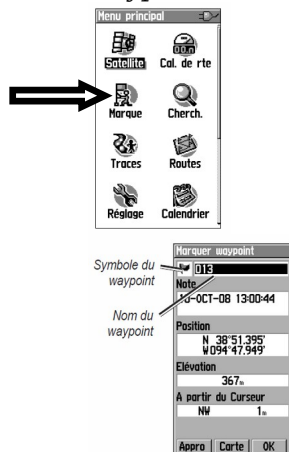 Menu principal
Satellite
Cal. de rte
Marque
Cherch.
Traces
Routes
Réglage
Calendrier
Marquer waypoint
Symbole du
waypoint
013
Note
10-OCT-08 13:00:44
Nom du
waypoint
Position
N 38°51.395'
W094°47.949'
Elévation
367m
A partir du Curseur
NW 1m
Appro Carte OK